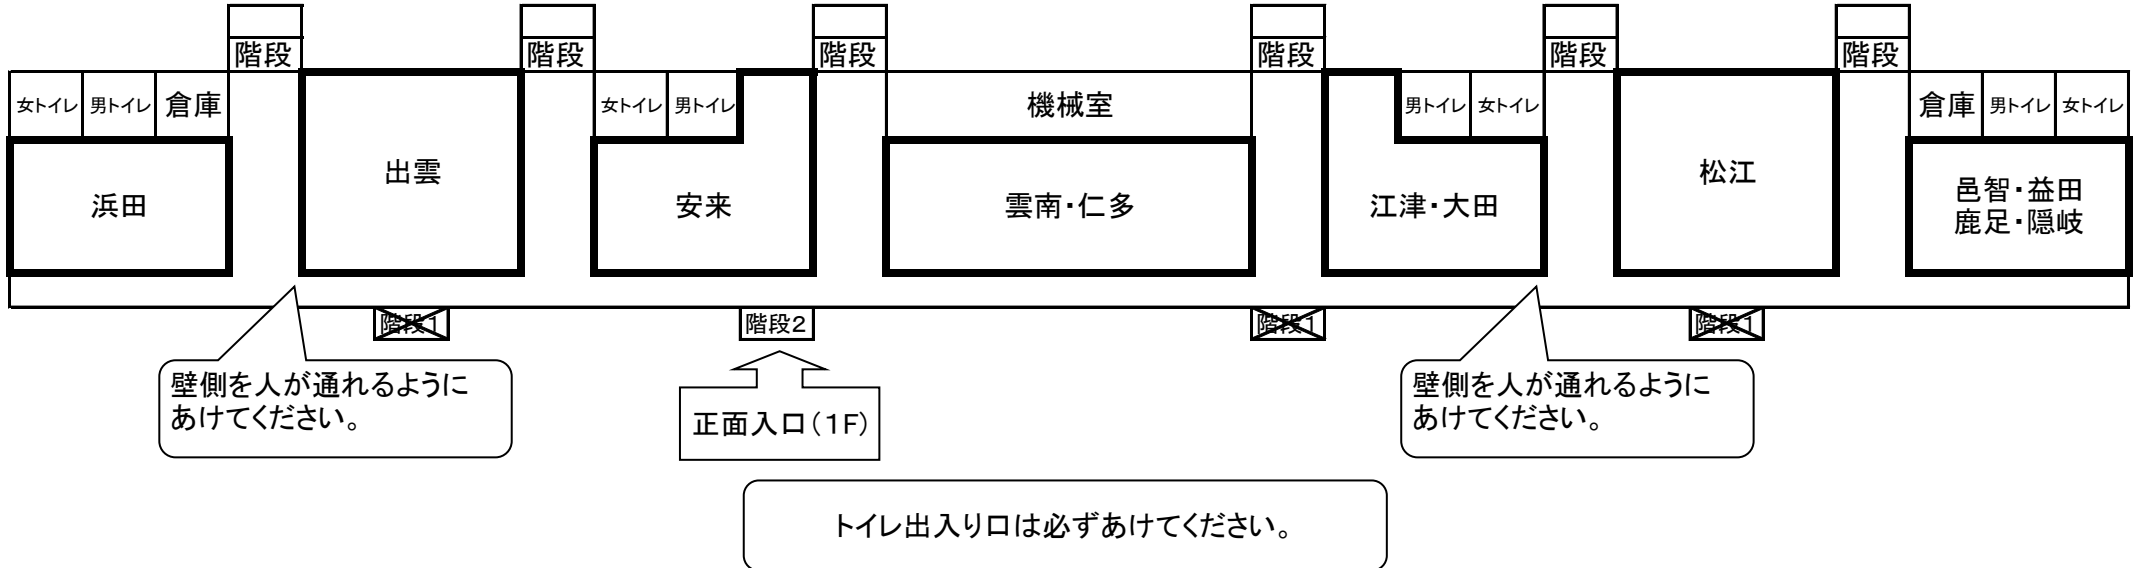 階段
階段
階段
階段
階段
階段
女トイレ
男トイレ
倉庫
女トイレ
男トイレ
機械室
男トイレ
女トイレ
倉庫
男トイレ
女トイレ
浜田
出雲
安来
雲南・仁多
江津・大田
松江
邑智・益田
鹿足・隠岐
階段1
階段2
階段1
階段1
壁側を人が通れるように
あけてください。
正面入口(1F)
壁側を人が通れるように
あけてください。
トイレ出入り口は必ずあけてください。